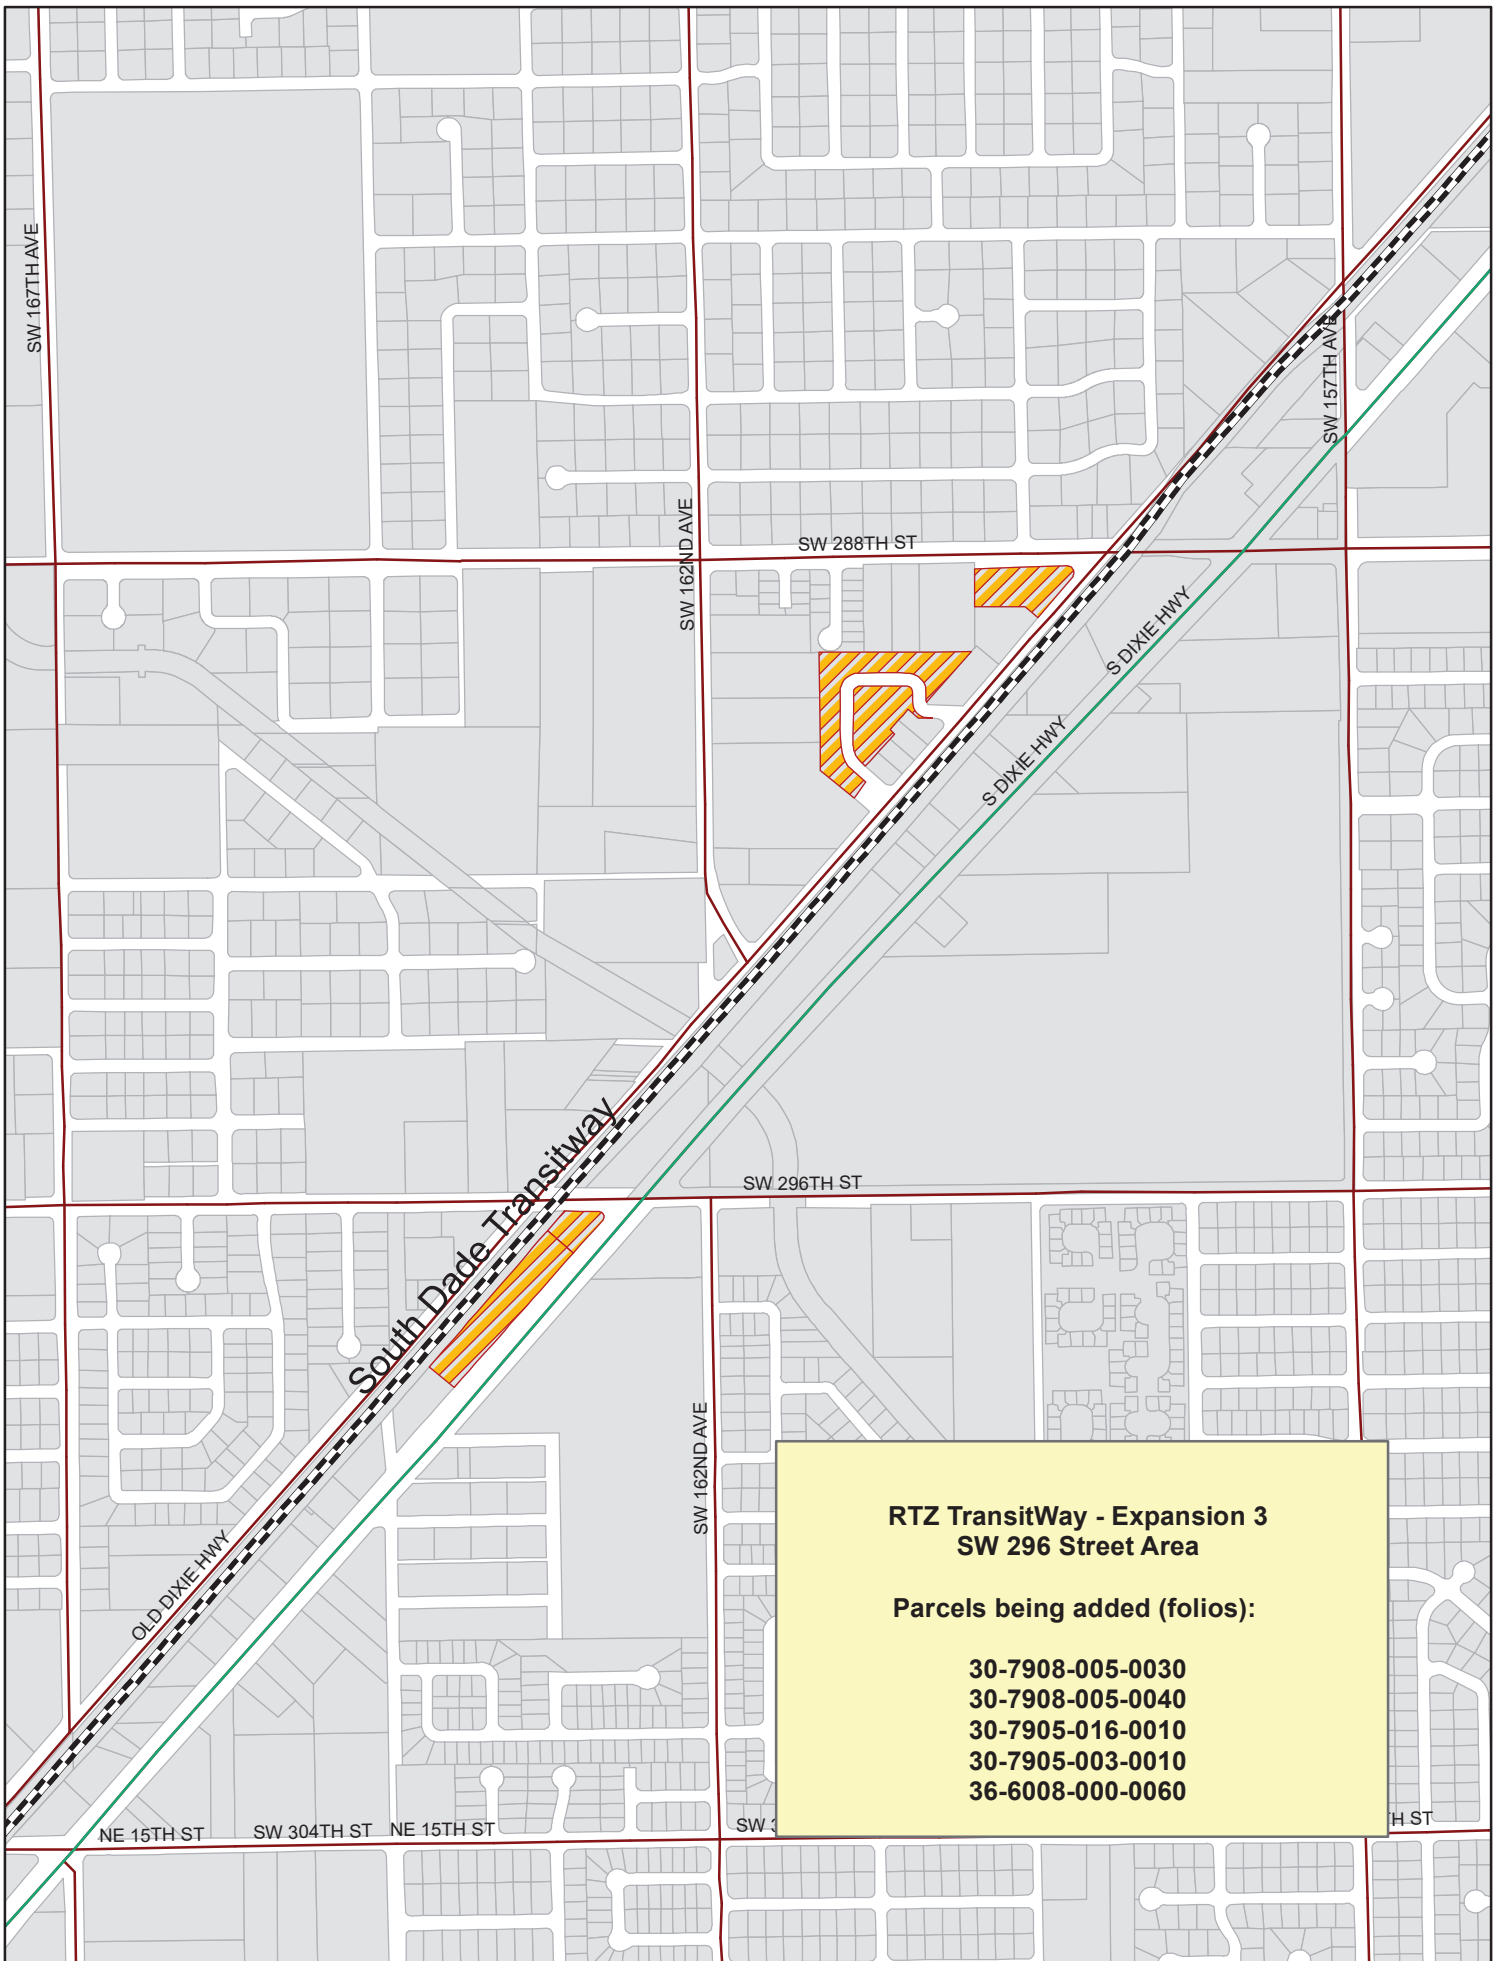 SW 167TH AVE
SW 157TH AVE
SW 162ND AVE
SW 288TH ST
S DIXIE HWY
S DIXIE HWY
South Dade Transitway
SW 296TH ST
SW 162ND AVE
OLD DIXIE HWY
RTZ TransitWay - Expansion 3
SW 296 Street Area
Parcels being added (folios):
30-7908-005-0030
30-7908-005-0040
30-7905-016-0010
30-7905-003-0010
36-6008-000-0060
NE 15TH ST
SW 304TH ST
NE 15TH ST
SW
ST